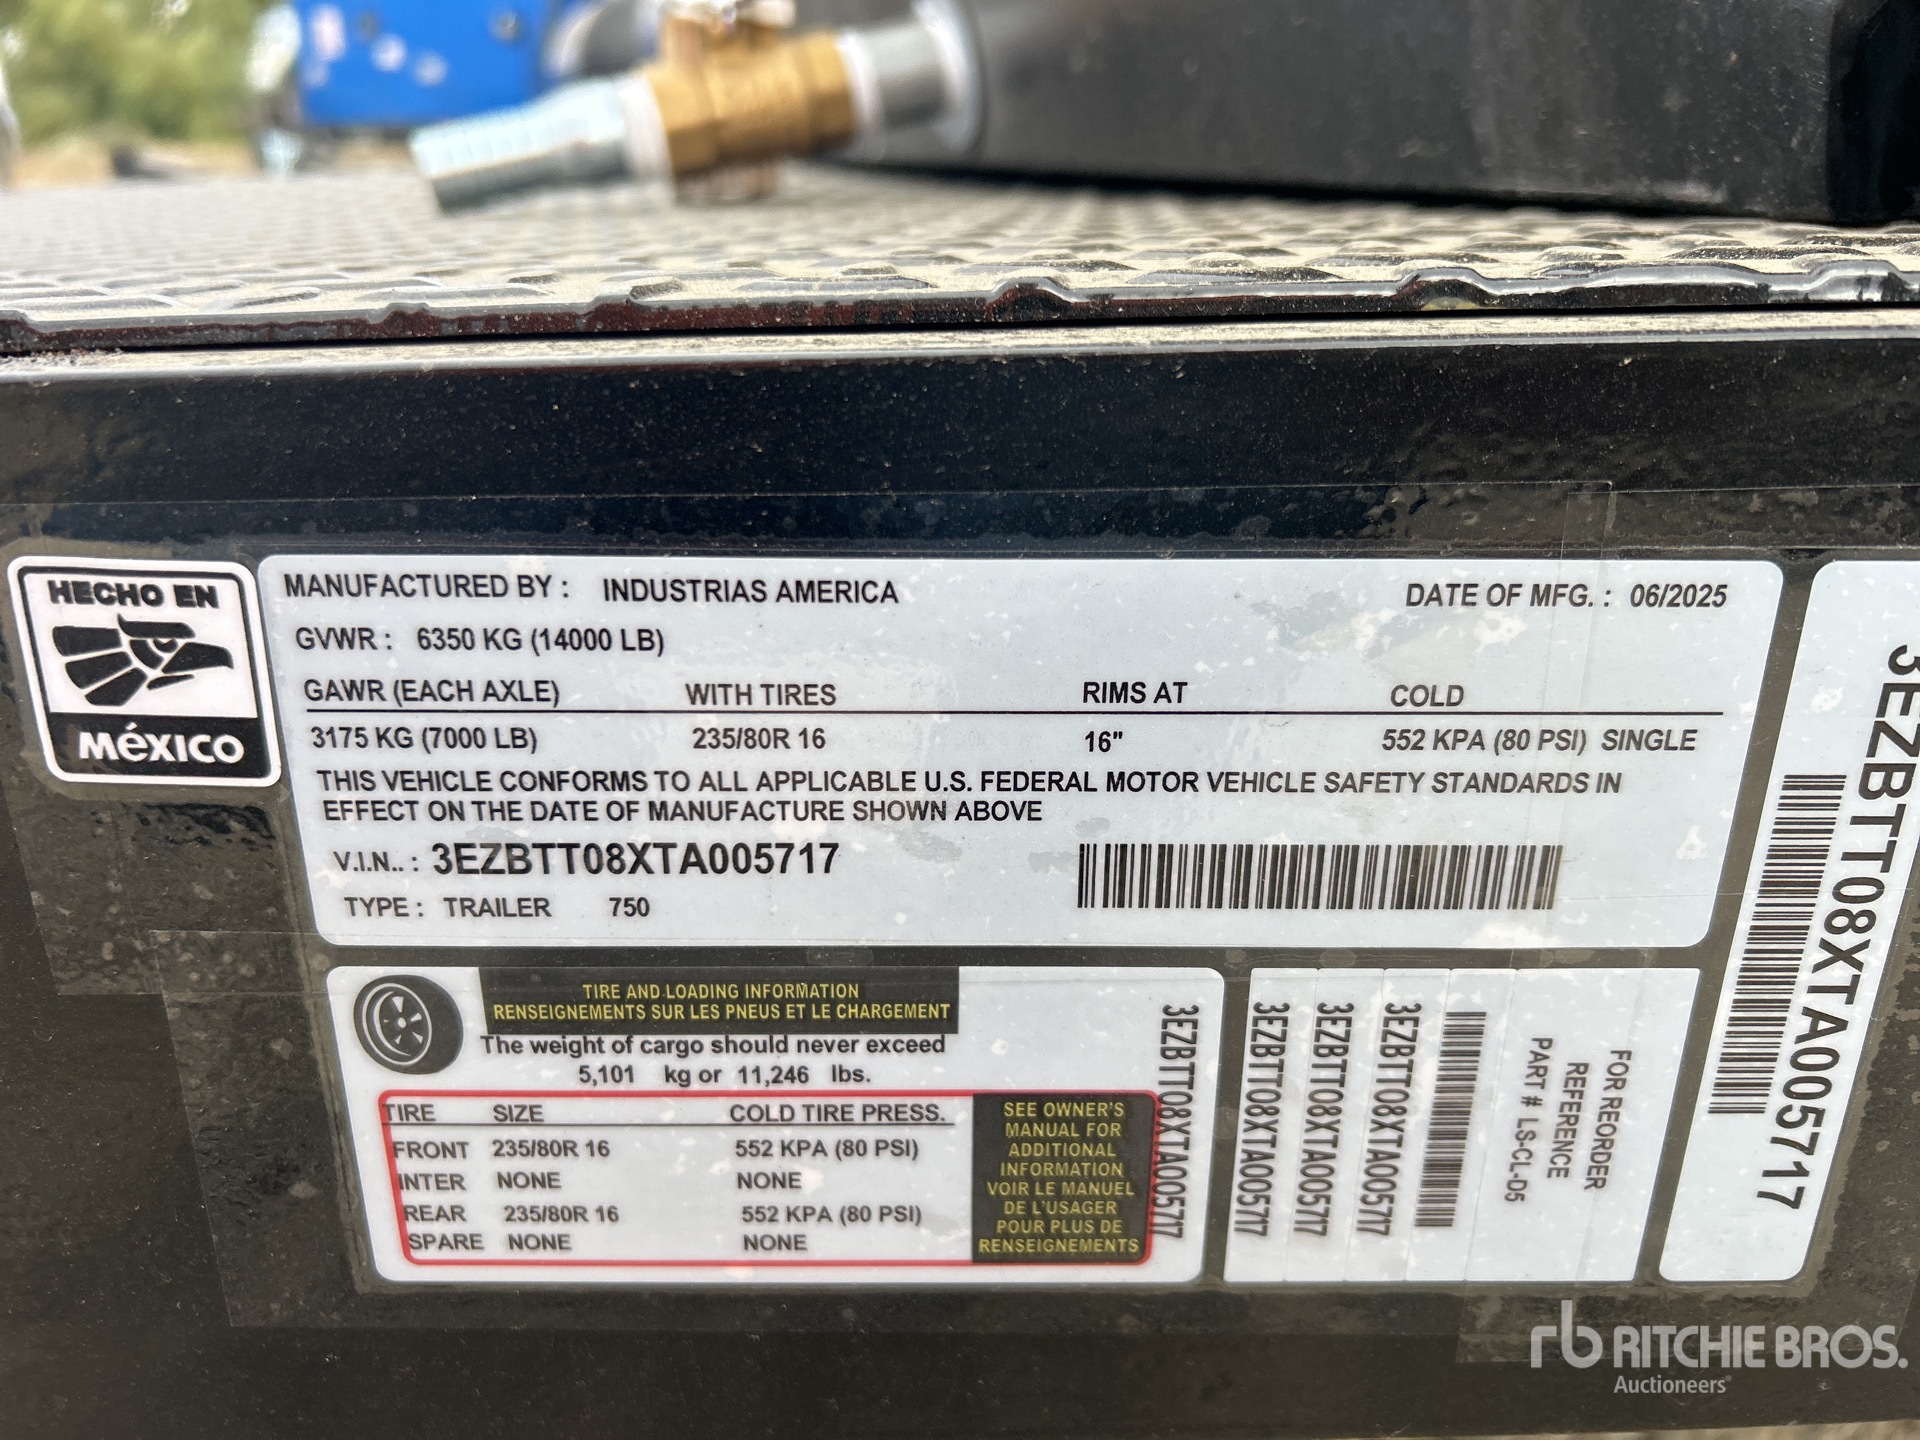 HECHO EN
MéXICO
MANUFACTURED BY : INDUSTRIAS AMERICA DATE OF MFG. : 06/2025
GVWR : 6350 KG (14000 LB)
GAWR (EACH AXLE) WITH TIRES RIMS AT COLD
3175 KG (7000 LB) 235/80R 16 16" 552 KPA (80 PSI) SINGLE
THIS VEHICLE CONFORMS TO ALL APPLICABLE U.S. FEDERAL MOTOR VEHICLE SAFETY STANDARDS IN
EFFECT ON THE DATE OF MANUFACTURE SHOWN ABOVE
V.I.N.. : 3EZBTT08XTA005717
TYPE : TRAILER 750
TIRE AND LOADING INFORMATION
RENSEIGNEMENTS SUR LES PNEUS ET LE CHARGEMENT
The weight of cargo should never exceed
5,101 kg or 11,246 lbs.
TIRE SIZE COLD TIRE PRESS.
FRONT 235/80R 16 552 KPA (80 PSI)
INTER NONE NONE
REAR 235/80R 16 552 KPA (80 PSI)
SPARE NONE NONE
SEE OWNER'S
MANUAL FOR
ADDITIONAL
INFORMATION
VOIR LE MANUEL
DE L'USAGER
POUR PLUS DE
RENSEIGNEMENTS
3EZBTT08XTA005717
3EZBTT08XTA005717
3EZBTT08XTA005717
3EZBTT08XTA005717
FOR REORDER
REFERENCE
PART # LS-CL-D5
3EZBTT08XTA005717
rb RITCHIE BROS.
Auctioneers